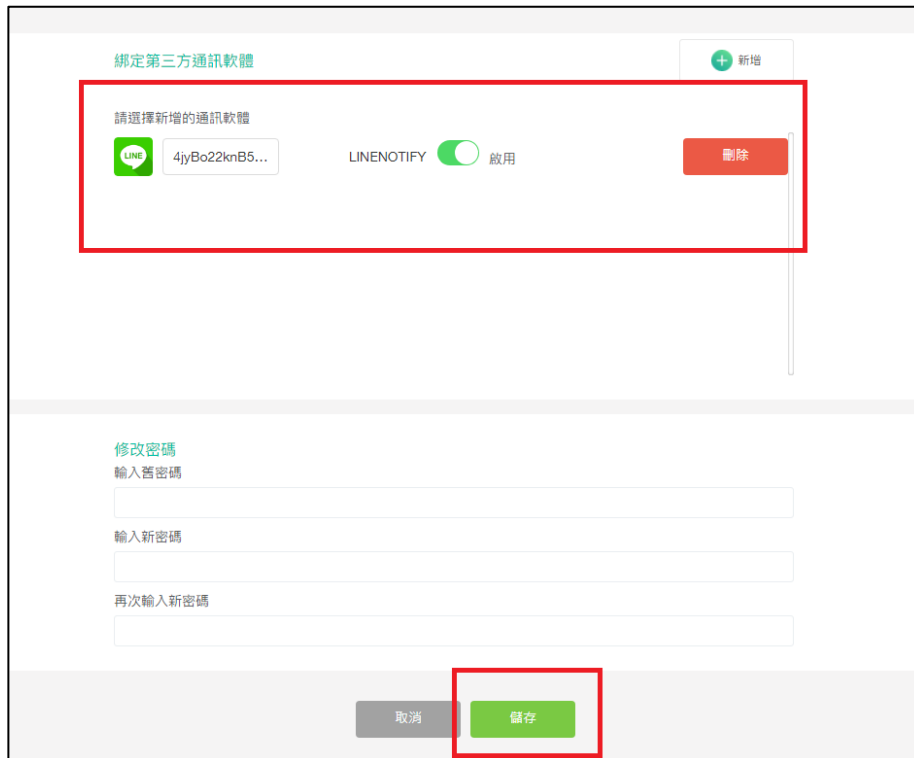 綁定第三方通訊軟體
新增
請選擇新增的通訊軟體
LINE 4jyBo22knB5... LINENOTIFY 啟用 刪除
修改密碼
輸入舊密碼
輸入新密碼
再次輸入新密碼
取消 儲存